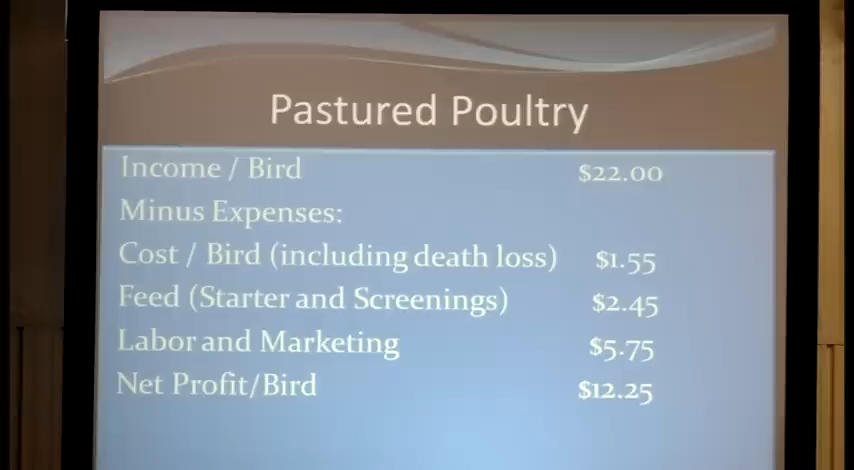 Pastured Poultry
Income / Bird $22.00
Minus Expenses:
Cost / Bird (including death loss) $1.55
Feed (Starter and Screenings) $2.45
Labor and Marketing $5.75
Net Profit/Bird $12.25